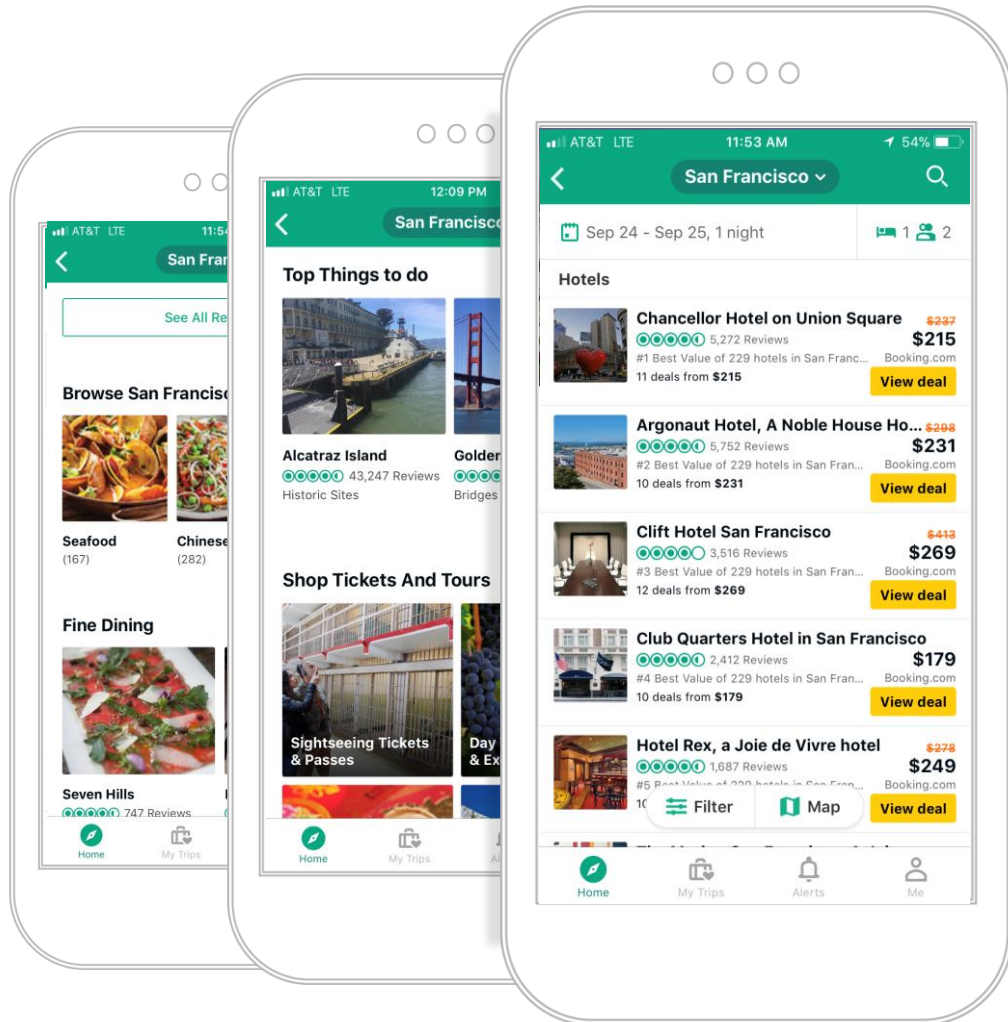 AT&T LTE
San Fran
See All Re
Browse San Francisc
Seafood
(167)
Chinese
(282)
Fine Dining
Seven Hills
747 Reviews
Home
My Trips
AT&T LTE 12:09 PM
San Francisco
Top Things to do
Alcatraz Island
43,247 Reviews
Historic Sites
Golden
Bridges
Shop Tickets And Tours
Sightseeing Tickets
& Passes
Day
& Ex
Home
My Trips
AT&T LTE 11:53 AM 54%
San Francisco
Sep 24 - Sep 25, 1 night 1 2
Hotels
Chancellor Hotel on Union Square $237
5,272 Reviews $215
#1 Best Value of 229 hotels in San Franc... Booking.com
11 deals from $215 View deal
Argonaut Hotel, A Noble House Ho... $298
5,752 Reviews $231
#2 Best Value of 229 hotels in San Fran... Booking.com
10 deals from $231 View deal
Clift Hotel San Francisco $413
3,516 Reviews $269
#3 Best Value of 229 hotels in San Fran... Booking.com
12 deals from $269 View deal
Club Quarters Hotel in San Francisco
2,412 Reviews $179
#4 Best Value of 229 hotels in San Fran... Booking.com
10 deals from $179 View deal
Hotel Rex, a Joie de Vivre hotel $278
1,687 Reviews $249
#5 Best Value of 229 hotels in San Fran... Booking.com
Filter Map View deal
Home My Trips Alerts Me